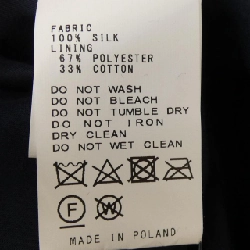 FABRIC
100% SILK
LINING
67% POLYESTER
33% COTTON
DO NOT WASH
DO NOT BLEACH
DO NOT TUMBLE DRY
DO NOT IRON
DRY CLEAN
DO NOT WET CLEAN
F W
MADE IN POLAND